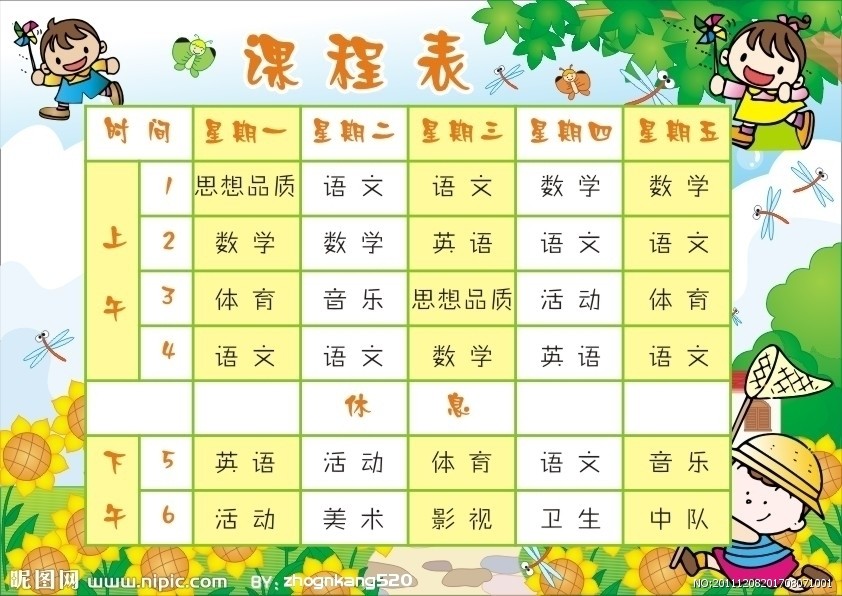 课程表
时间 星期一 星期二 星期三 星期四 星期五
上午
1 思想品质 语文 语文 数学 数学
2 数学 数学 英语 语文 语文
3 体育 音乐 思想品质 活动 体育
4 语文 语文 数学 英语 语文
休息
下午
5 英语 活动 体育 语文 音乐
6 活动 美术 影视 卫生 中队
昵图网 www.nipic.com BY: zhognkang520 NO:20111208201708071001